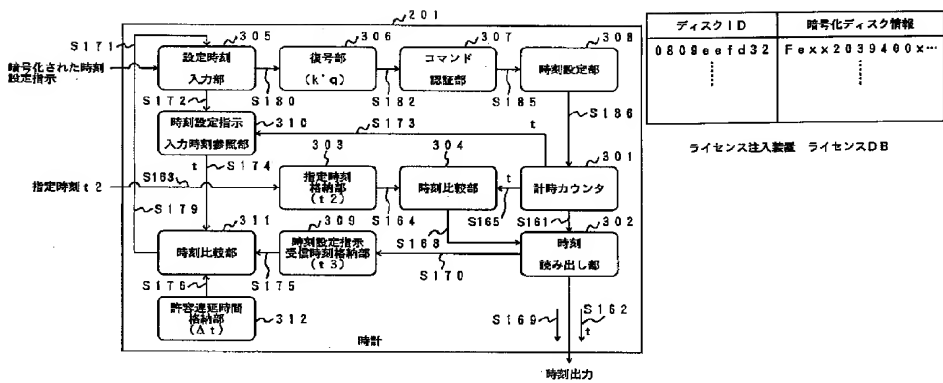 201
S171
305
306
307
308
暗号化された時刻
設定指示
設定時刻
入力部
復号部
(k'q)
コマンド
認証部
時刻設定部
S180
S182
S185
S172
S173
S186
t
時刻設定指示
入力時刻参照部
310
303
304
301
t
S174
S163
指定時刻t2
指定時刻
格納部
(t2)
時刻比較部
計時カウンタ
t
S164
S165
S161
S179
311
309
S168
302
時刻比較部
時刻設定指示
受信時刻格納部
(t3)
時刻
読み出し部
S176
S175
S170
許容遅延時間
格納部
(Δt)
312
S169
S162
t
時計
時刻出力
ディスクID
暗号化ディスク情報
0809eefd32
Fexx2039400x…
ライセンス注入装置 ライセンスDB